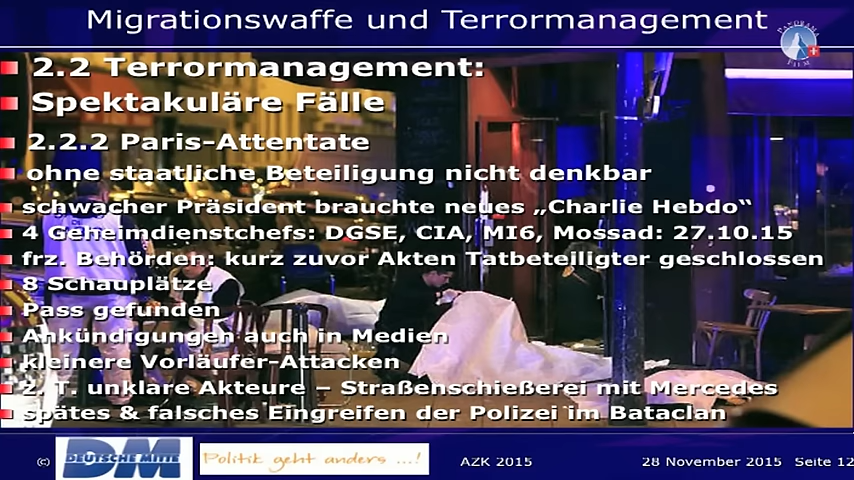 Migrationswaffe und Terrormanagement
PANORAMA
FILM
2.2 Terrormanagement:
Spektakuläre Fälle
2.2.2 Paris-Attentate
ohne staatliche Beteiligung nicht denkbar
schwacher Präsident brauchte neues „Charlie Hebdo“
4 Geheimdienstchefs: DGSE, CIA, MI6, Mossad: 27.10.15
frz. Behörden: kurz zuvor Akten Tatbeteiligter geschlossen
8 Schauplätze
Pass gefunden
Ankündigungen auch in Medien
kleinere Vorläufer-Attacken
z. T. unklare Akteure – Straßenschießerei mit Mercedes
spätes & falsches Eingreifen der Polizei im Bataclan
(c) DM DEUTSCHE MITTE Politik geht anders ...! AZK 2015 28 November 2015 Seite 12